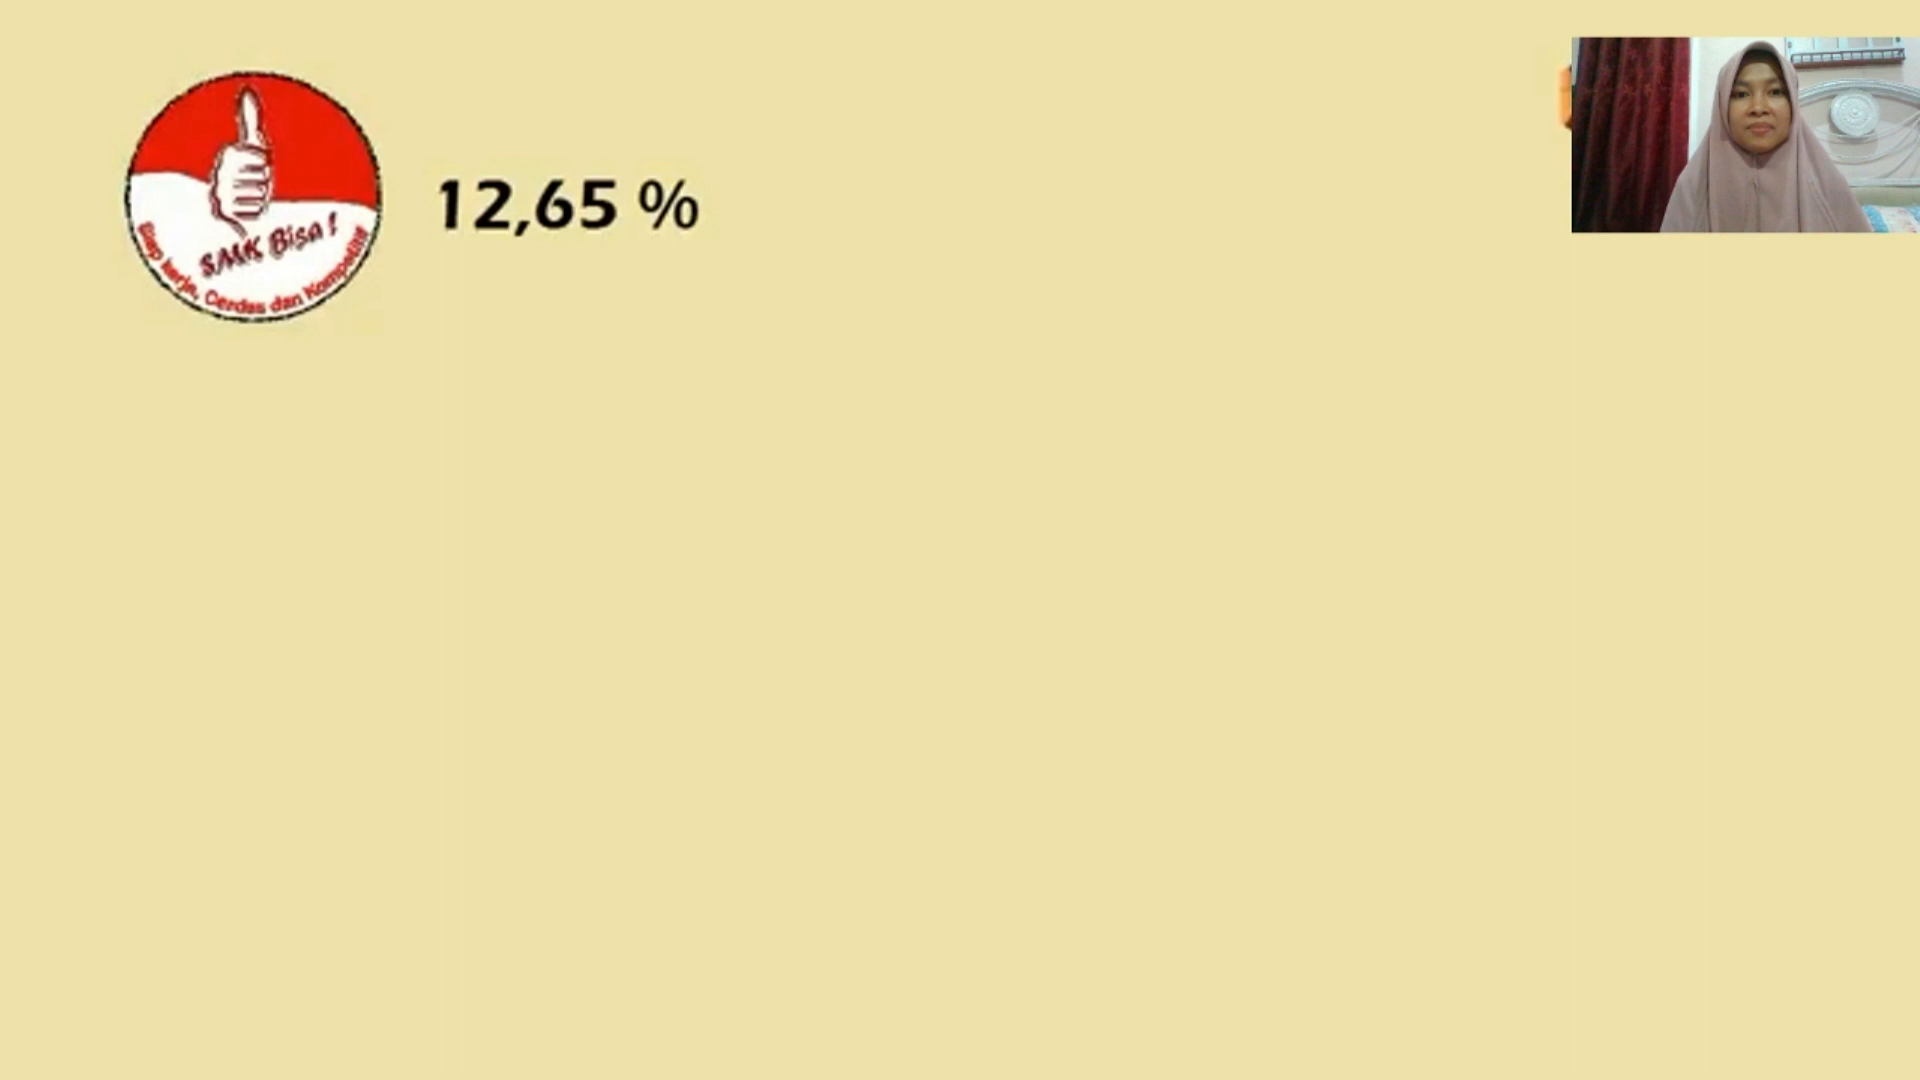 SMK Bisa !
Siap kerja, Cerdas dan Kompetitif
12,65 %